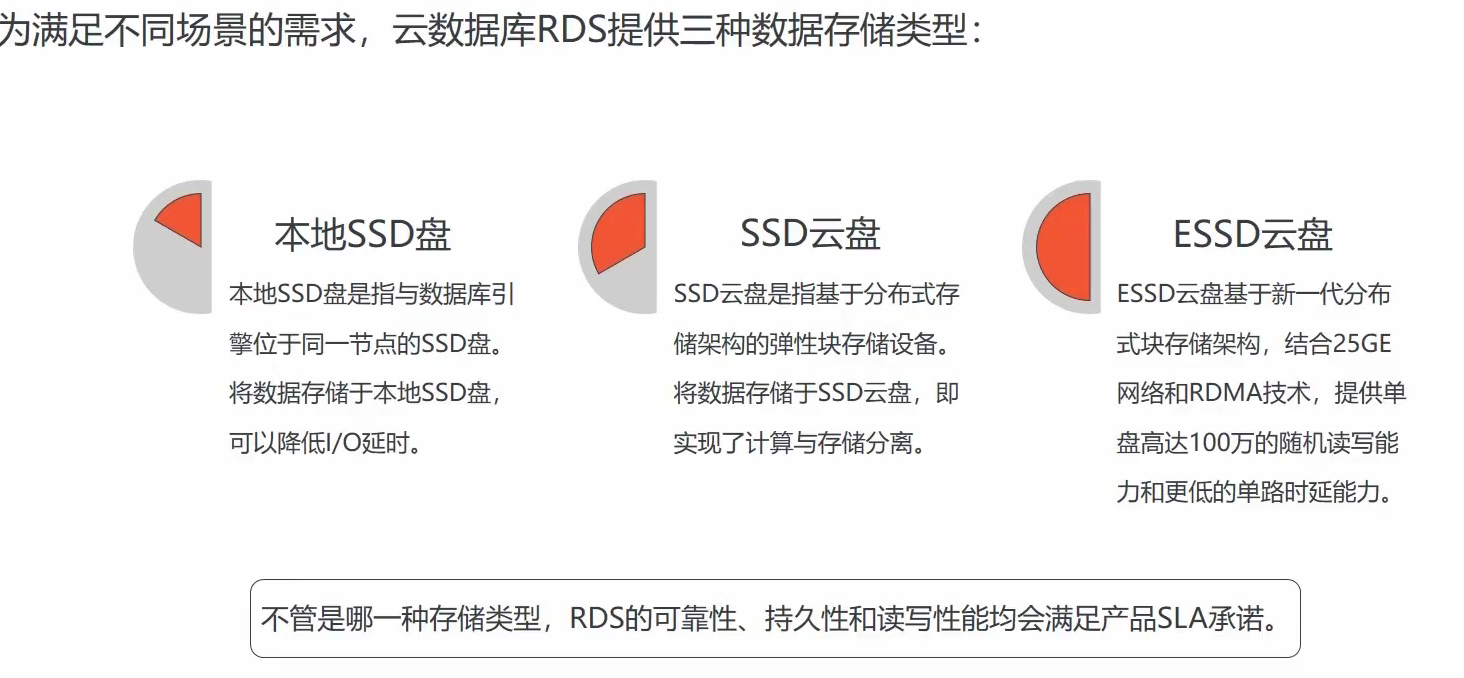 为满足不同场景的需求，云数据库RDS提供三种数据存储类型：
本地SSD盘
本地SSD盘是指与数据库引
擎位于同一节点的SSD盘。
将数据存储于本地SSD盘，
可以降低I/O延时。
SSD云盘
SSD云盘是指基于分布式存
储架构的弹性块存储设备。
将数据存储于SSD云盘，即
实现了计算与存储分离。
ESSD云盘
ESSD云盘基于新一代分布
式块存储架构，结合25GE
网络和RDMA技术，提供单
盘高达100万的随机读写能
力和更低的单路时延能力。
不管是哪一种存储类型，RDS的可靠性、持久性和读写性能均会满足产品SLA承诺。